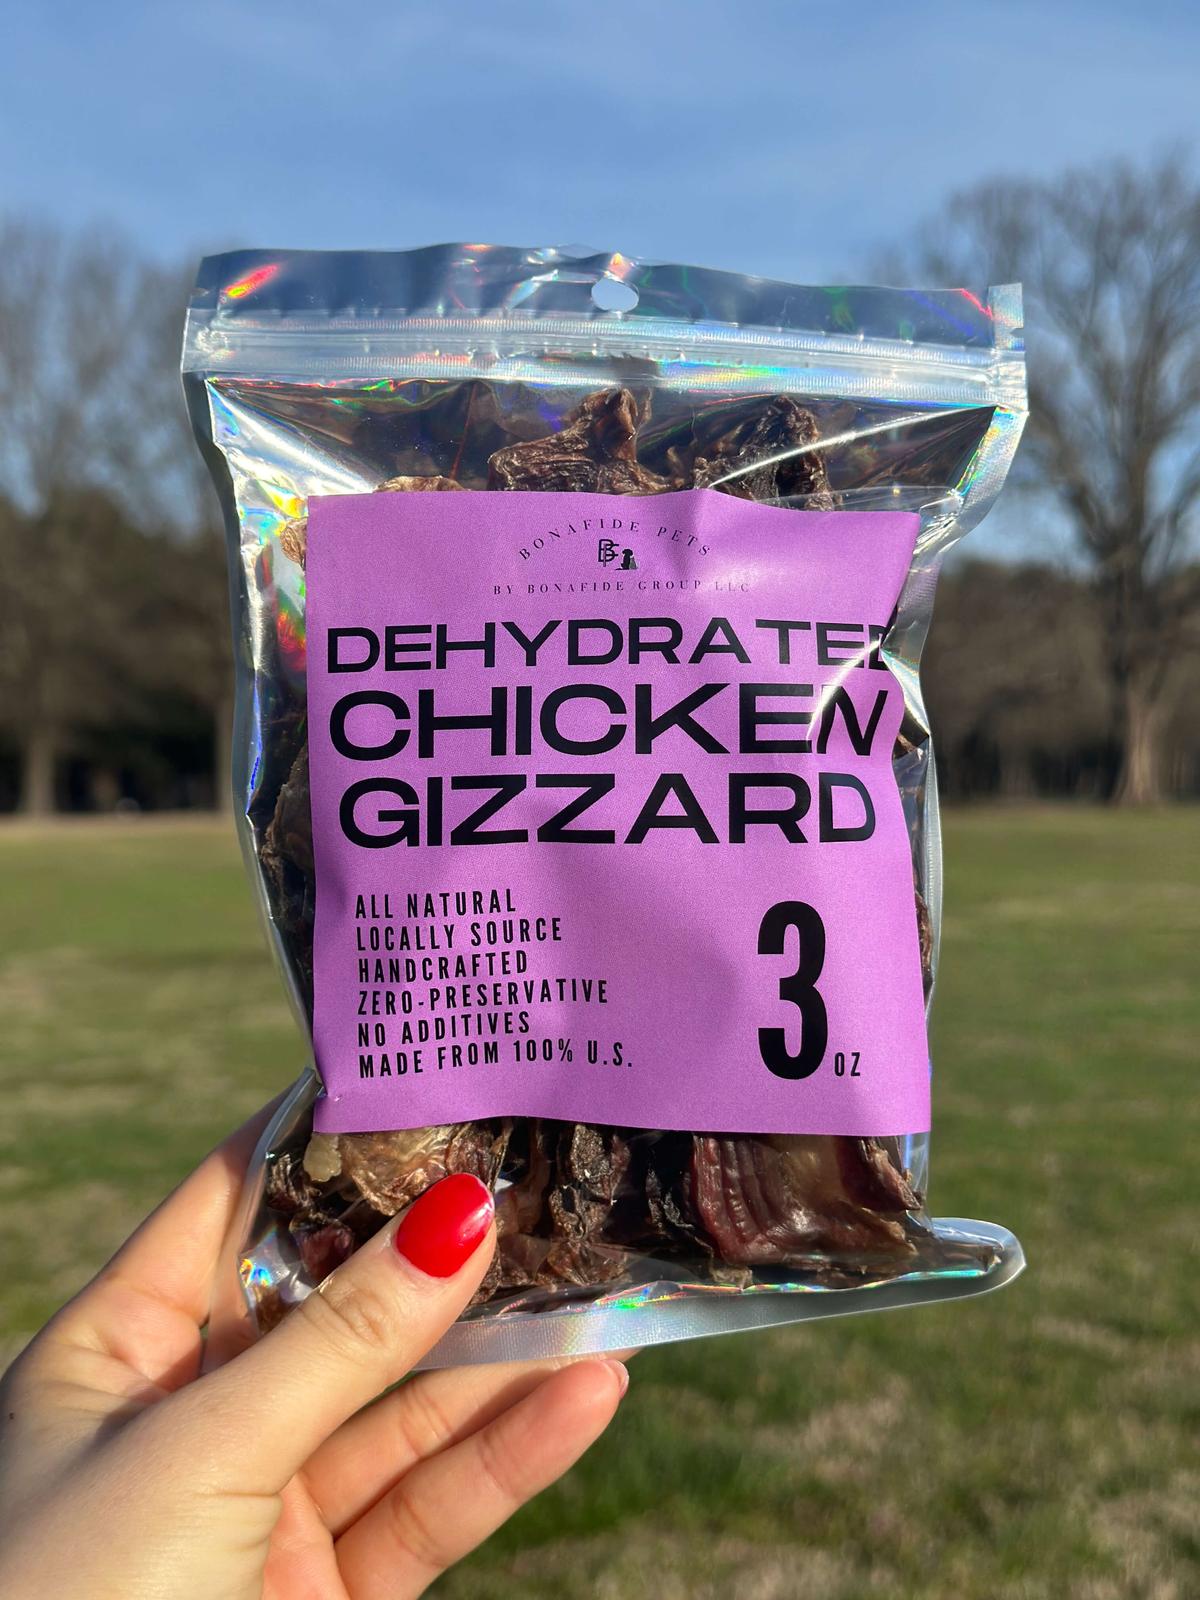 BONAFIDE PETS
BF
BY BONAFIDE GROUP LLC
DEHYDRATED
CHICKEN
GIZZARD
ALL NATURAL
LOCALLY SOURCE
HANDCRAFTED
ZERO-PRESERVATIVE
NO ADDITIVES
MADE FROM 100% U.S.
3 OZ